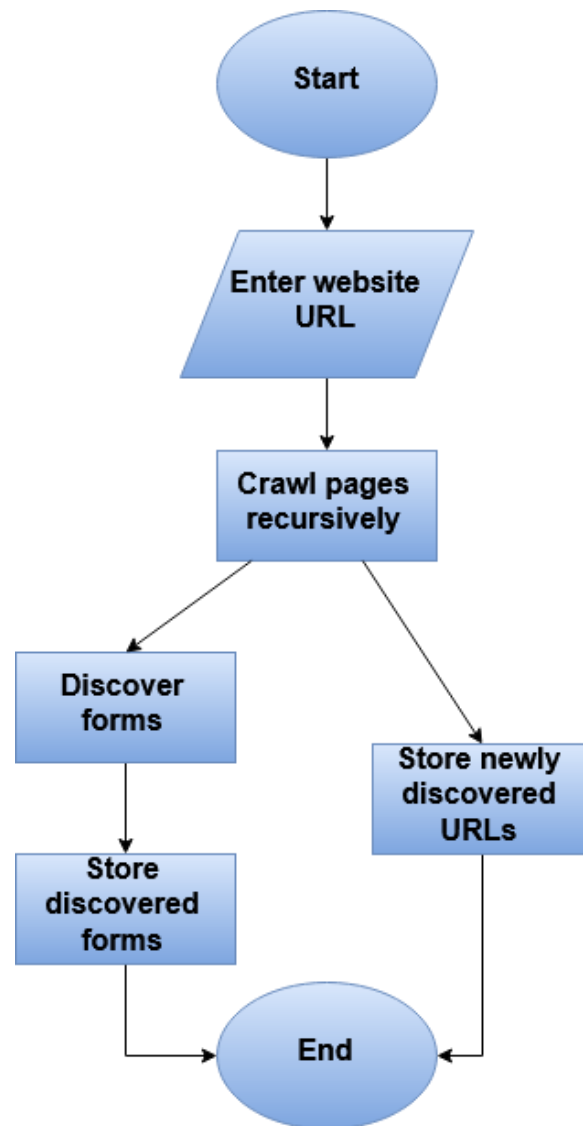 Start
Enter website
URL
Crawl pages
recursively
Discover
forms
Store newly
discovered
URLs
Store
discovered
forms
End